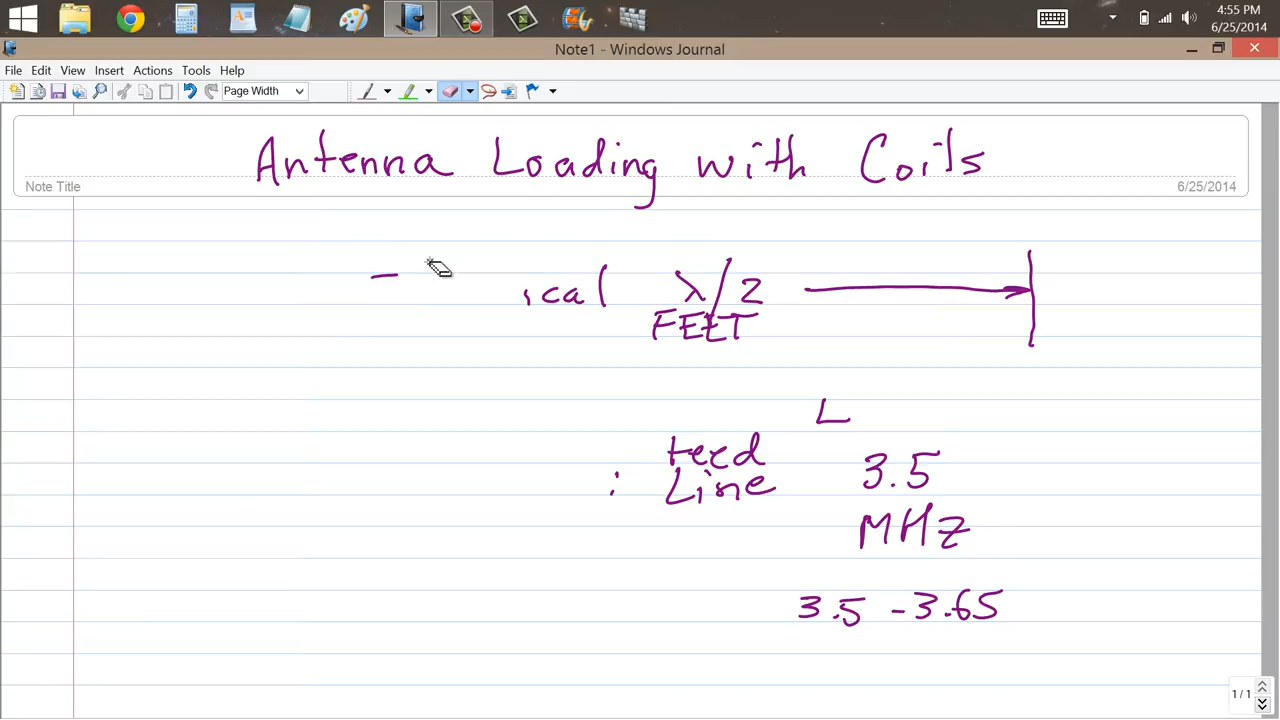 4:55 PM
6/25/2014
Note1 - Windows Journal
File Edit View Insert Actions Tools Help
Page Width
Antenna Loading with Coils
Note Title
6/25/2014
ical λ/2
FEET
L
feed
Line
3.5
MHz
3.5 - 3.65
1/1